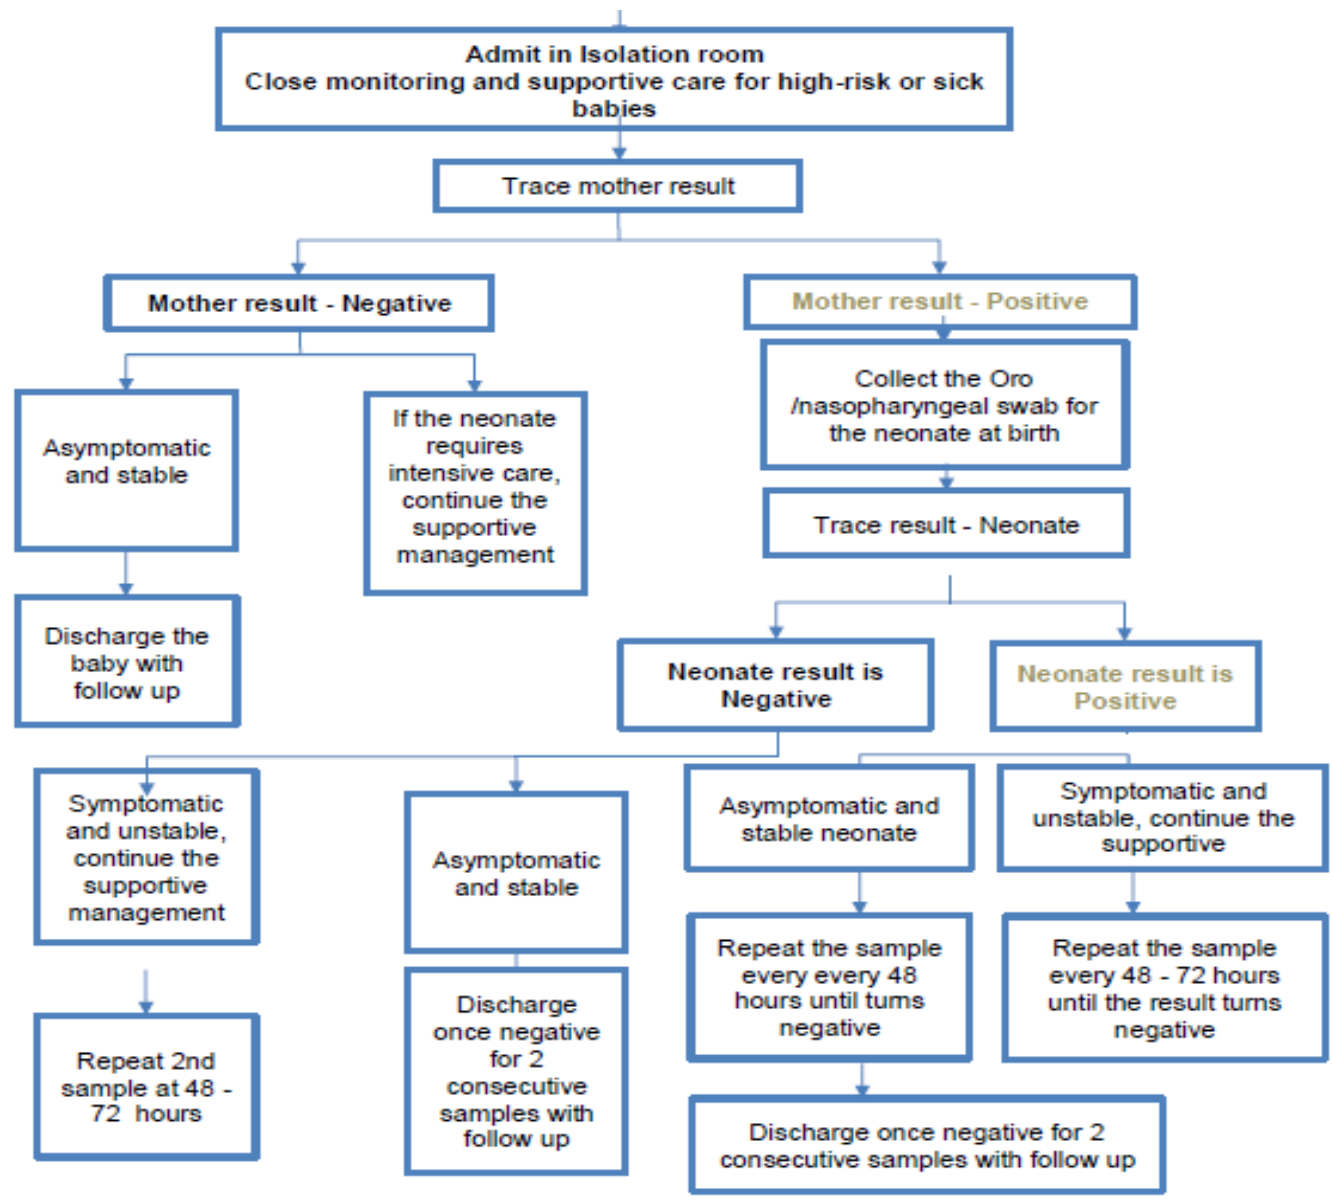 Admit in Isolation room
Close monitoring and supportive care for high-risk or sick
babies
Trace mother result
Mother result - Negative
Mother result - Positive
Asymptomatic
and stable
If the neonate
requires
intensive care,
continue the
supportive
management
Collect the Oro
/nasopharyngeal swab for
the neonate at birth
Trace result - Neonate
Discharge the
baby with
follow up
Neonate result is
Negative
Neonate result is
Positive
Symptomatic
and unstable,
continue the
supportive
management
Asymptomatic
and stable
Asymptomatic and
stable neonate
Symptomatic and
unstable, continue the
supportive
Repeat 2nd
sample at 48 -
72 hours
Discharge
once negative
for 2
consecutive
samples with
follow up
Repeat the sample
every every 48
hours until turns
negative
Repeat the sample
every 48 - 72 hours
until the result turns
negative
Discharge once negative for 2
consecutive samples with follow up